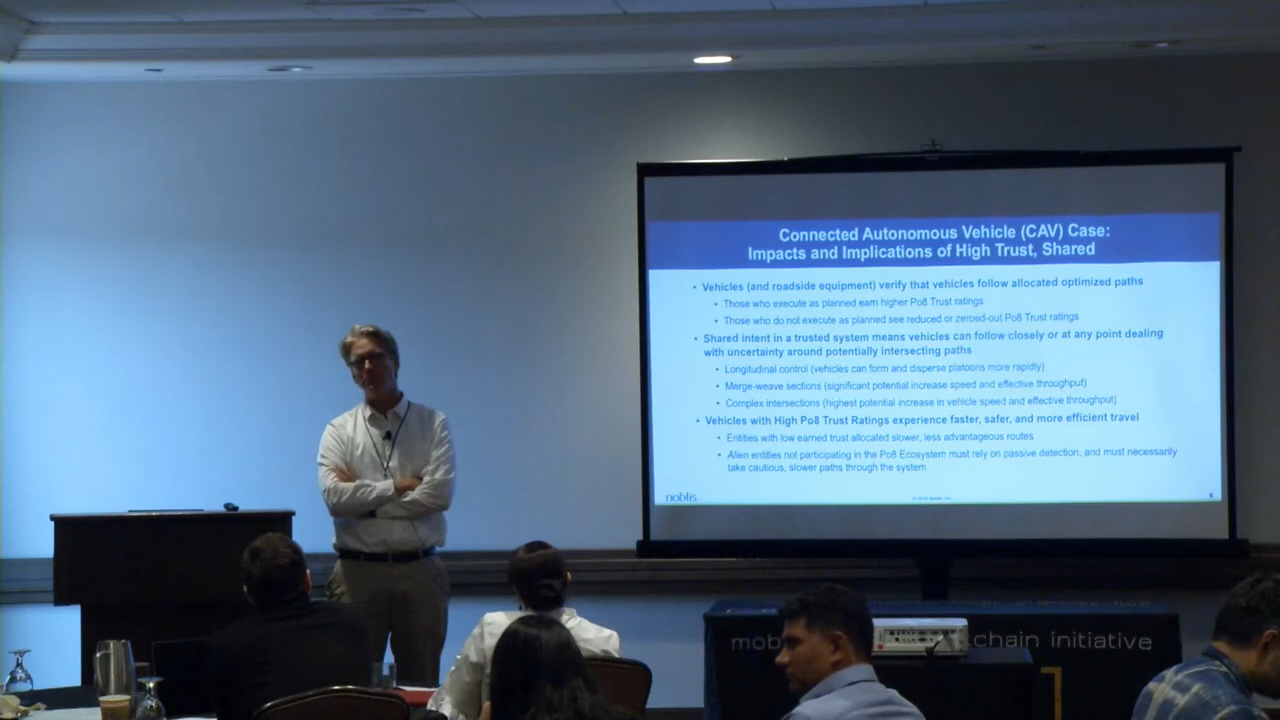 Connected Autonomous Vehicle (CAV) Case:
Impacts and Implications of High Trust, Shared
• Vehicles (and roadside equipment) verify that vehicles follow allocated optimized paths
• Those who execute as planned earn higher Po8 Trust ratings
• Those who do not execute as planned see reduced or zeroed-out Po8 Trust ratings
• Shared intent in a trusted system means vehicles can follow closely or at any point dealing
with uncertainty around potentially intersecting paths
• Longitudinal control (vehicles can form and disperse platoons more rapidly)
• Merge-weave sections (significant potential increase speed and effective throughput)
• Complex intersections (highest potential increase in vehicle speed and effective throughput)
• Vehicles with High Po8 Trust Ratings experience faster, safer, and more efficient travel
• Entities with low earned trust allocated slower, less advantageous routes
• Alien entities not participating in the Po8 Ecosystem must rely on passive detection, and must necessarily
take cautious, slower paths through the system
noblis
initiative